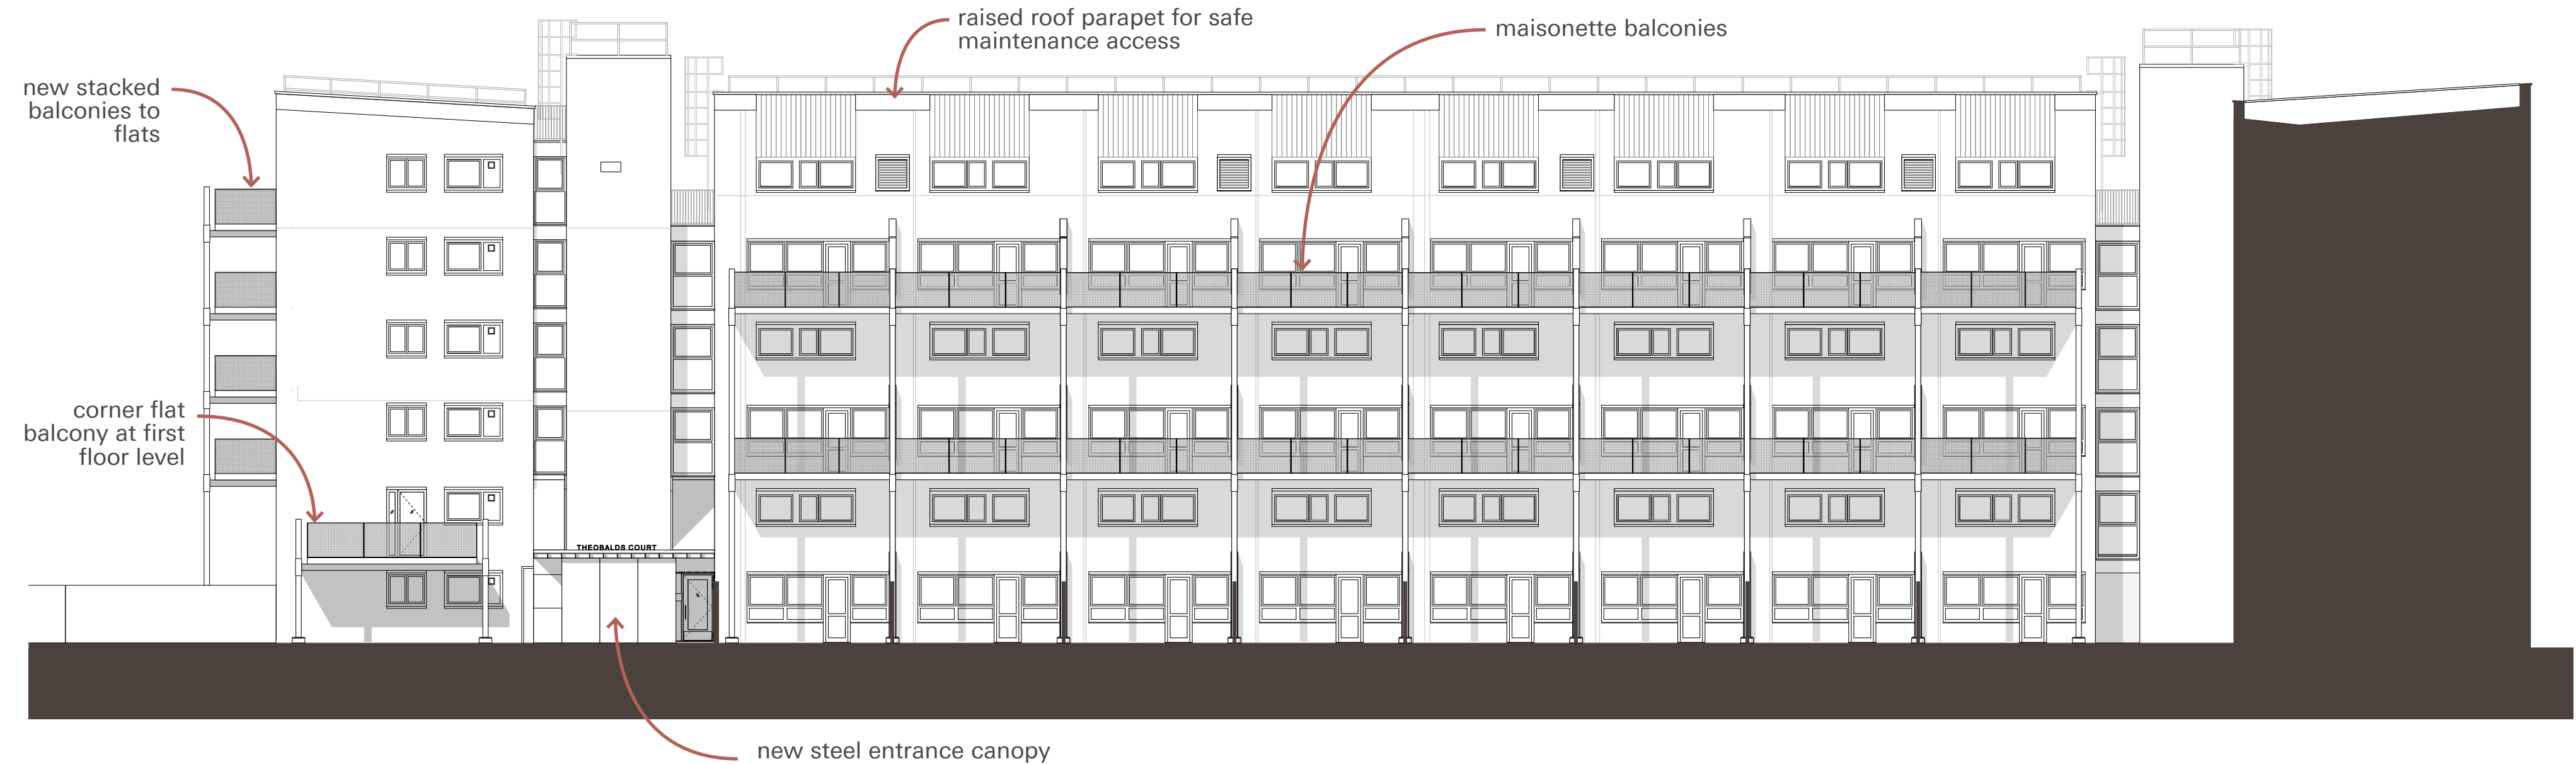 raised roof parapet for safe
maintenance access
maisonette balconies
new stacked
balconies to
flats
corner flat
balcony at first
floor level
THEOBALDS COURT
new steel entrance canopy